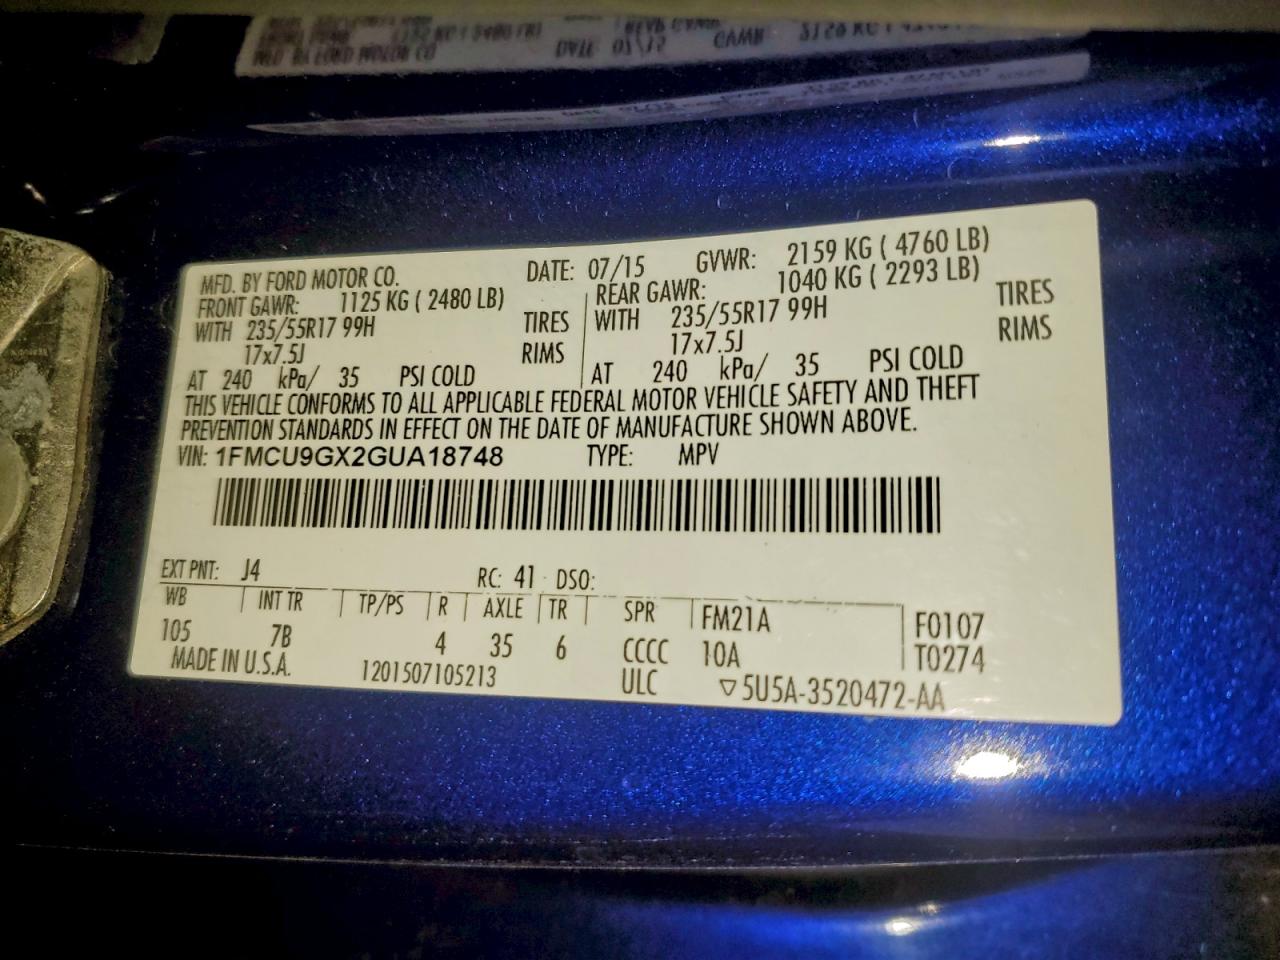 MFD. BY FORD MOTOR CO. DATE: 07/15 GVWR: 2159 KG ( 4760 LB)
FRONT GAWR: 1125 KG ( 2480 LB) REAR GAWR: 1040 KG ( 2293 LB)
WITH 235/55R17 99H TIRES WITH 235/55R17 99H TIRES
17x7.5J RIMS 17x7.5J RIMS
AT 240 kPa/ 35 PSI COLD AT 240 kPa/ 35 PSI COLD
THIS VEHICLE CONFORMS TO ALL APPLICABLE FEDERAL MOTOR VEHICLE SAFETY AND THEFT
PREVENTION STANDARDS IN EFFECT ON THE DATE OF MANUFACTURE SHOWN ABOVE.
VIN: 1FMCU9GX2GUA18748 TYPE: MPV
EXT PNT: J4 RC: 41 DSO:
WB INT TR TP/PS R AXLE TR SPR FM21A F0107
105 7B 4 35 6 CCCC 10A T0274
MADE IN U.S.A. 1201507105213 ULC ▽5U5A-3520472-AA